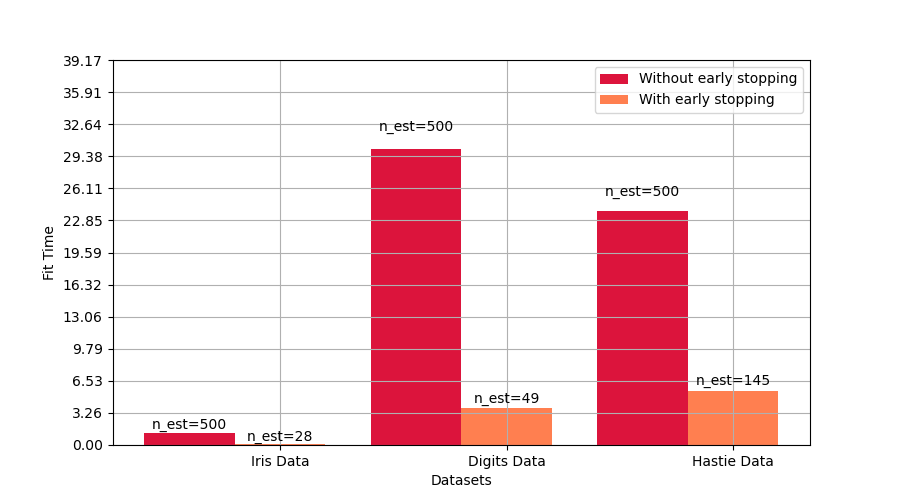 39.17
35.91
32.64
29.38
26.11
22.85
19.59
16.32
13.06
9.79
6.53
3.26
0.00
Fit Time
Without early stopping
With early stopping
n_est=500
n_est=28
n_est=500
n_est=49
n_est=500
n_est=145
Iris Data
Digits Data
Hastie Data
Datasets